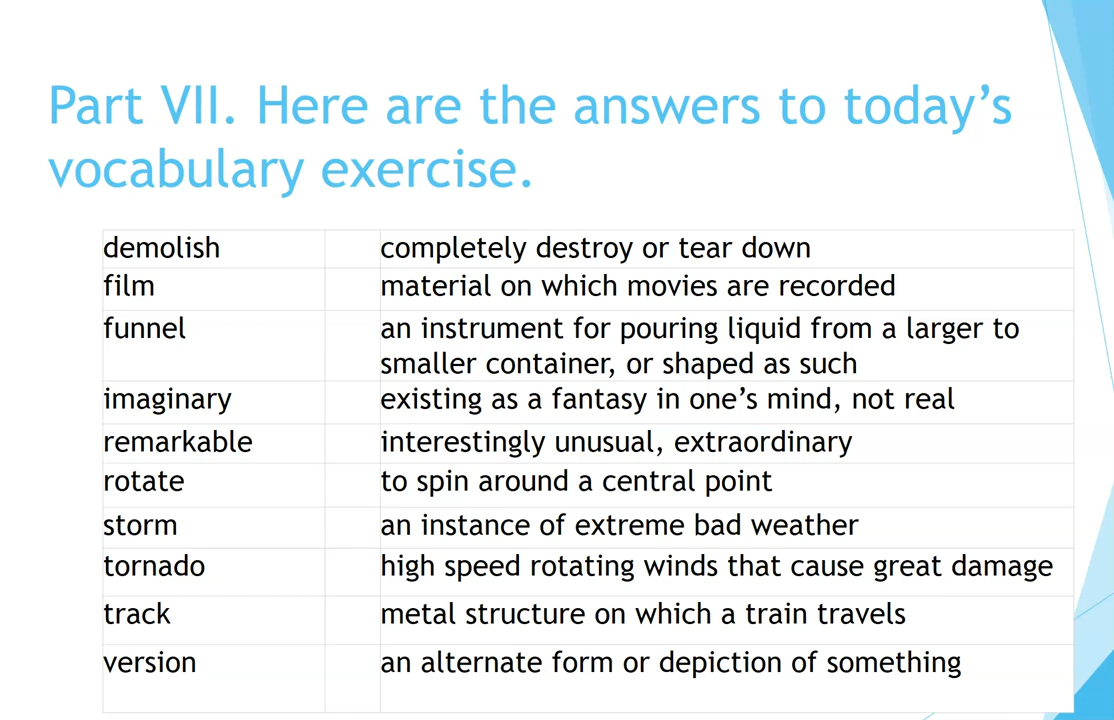 Part VII. Here are the answers to today’s
vocabulary exercise.
demolish completely destroy or tear down
film material on which movies are recorded
funnel an instrument for pouring liquid from a larger to
smaller container, or shaped as such
imaginary existing as a fantasy in one’s mind, not real
remarkable interestingly unusual, extraordinary
rotate to spin around a central point
storm an instance of extreme bad weather
tornado high speed rotating winds that cause great damage
track metal structure on which a train travels
version an alternate form or depiction of something